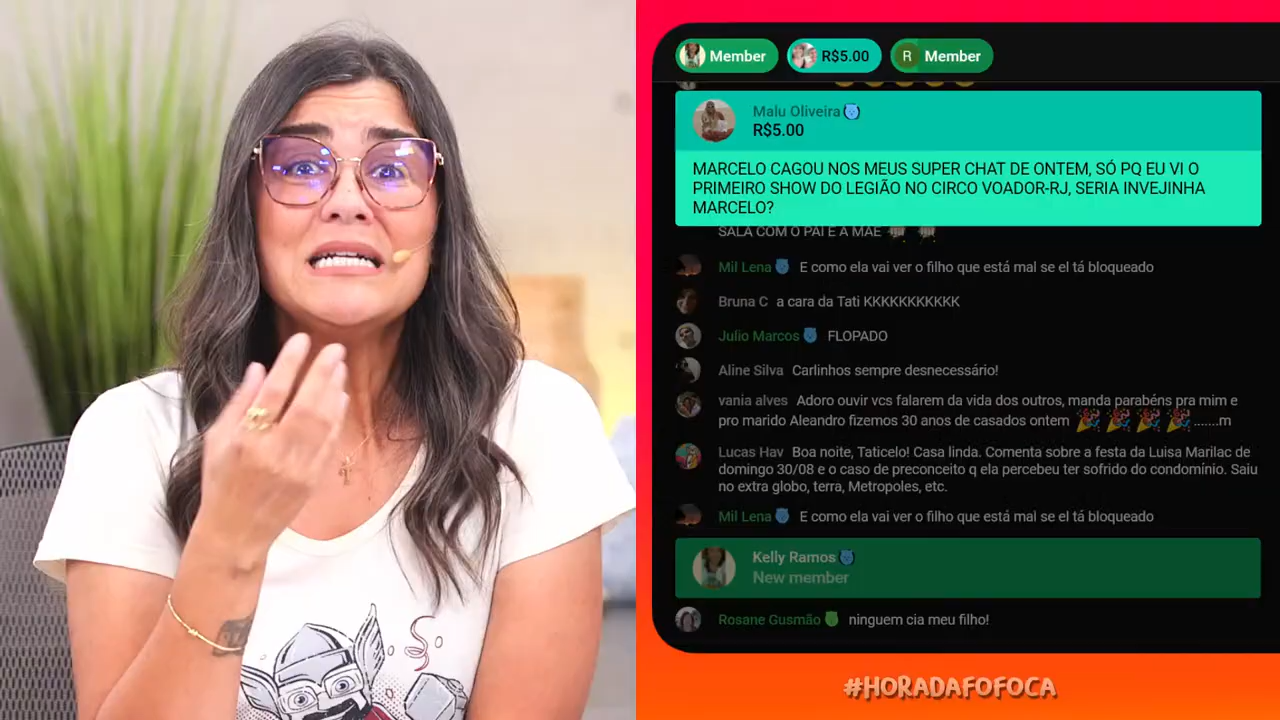 Member
R$5.00
R
Member
Malu Oliveira
R$5.00
MARCELO CAGOU NOS MEUS SUPER CHAT DE ONTEM, SÓ PQ EU VI O
PRIMEIRO SHOW DO LEGIÃO NO CIRCO VOADOR-RJ, SERIA INVEJINHA
MARCELO?
SALA COM O PAI E A MÃE
Mil Lena E como ela vai ver o filho que está mal se el tá bloqueado
Bruna C a cara da Tati KKKKKKKKKKK
Julio Marcos FLOPADO
Aline Silva Carlinhos sempre desnecessário!
vania alves Adoro ouvir vcs falarem da vida dos outros, manda parabéns pra mim e
pro marido Aleandro fizemos 30 anos de casados ontem .......m
Lucas Hav Boa noite, Taticelo! Casa linda. Comenta sobre a festa da Luisa Marilac de
domingo 30/08 e o caso de preconceito q ela percebeu ter sofrido do condomínio. Saiu
no extra globo, terra, Metropoles, etc.
Mil Lena E como ela vai ver o filho que está mal se el tá bloqueado
Kelly Ramos
New member
Rosane Gusmão ninguem cia meu filho!
#HORADAFOFOCA